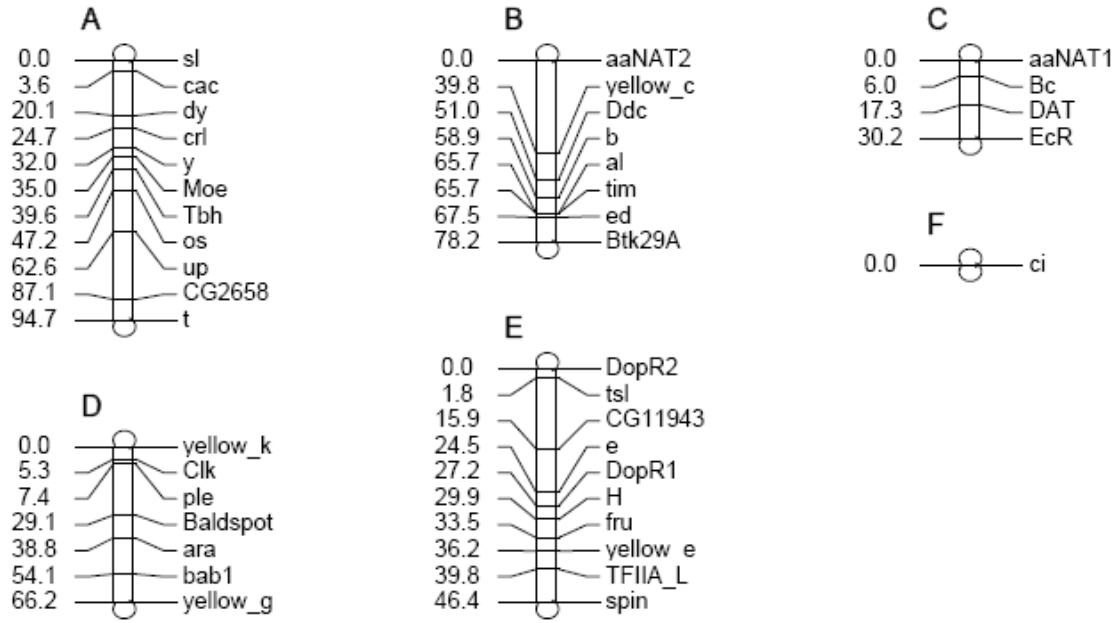 A
0.0 sl
3.6 cac
20.1 dy
24.7 crl
32.0 y
35.0 Moe
39.6 Tbh
47.2 os
62.6 up
87.1 CG2658
94.7 t
B
0.0 aaNAT2
39.8 yellow_c
51.0 Ddc
58.9 b
65.7 al
65.7 tim
67.5 ed
78.2 Btk29A
C
0.0 aaNAT1
6.0 Bc
17.3 DAT
30.2 EcR
F
0.0 ci
D
0.0 yellow_k
5.3 Clk
7.4 ple
29.1 Baldspot
38.8 ara
54.1 bab1
66.2 yellow_g
E
0.0 DopR2
1.8 tsl
15.9 CG11943
24.5 e
27.2 DopR1
29.9 H
33.5 fru
36.2 yellow_e
39.8 TFIIA_L
46.4 spin